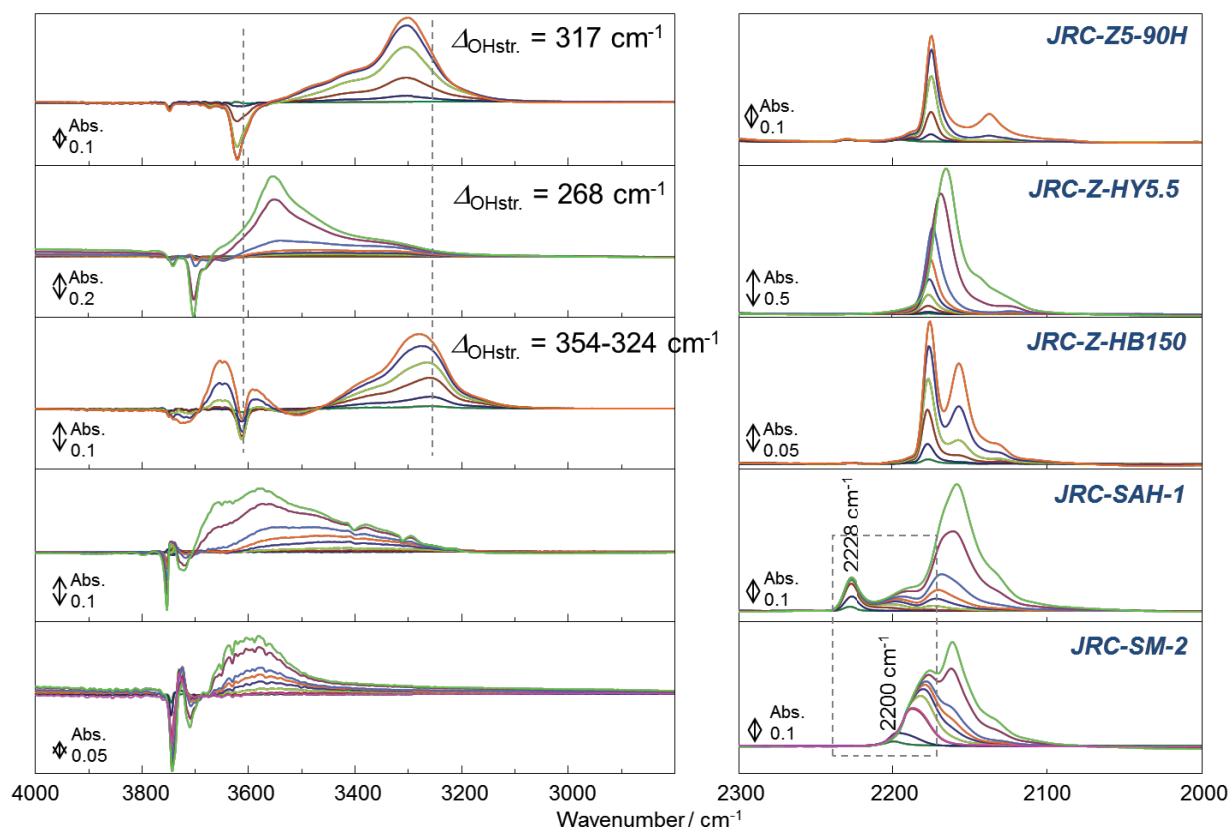 Δ_OHstr. = 317 cm⁻¹
Abs.
0.1
JRC-Z5-90H
Abs.
0.1
Δ_OHstr. = 268 cm⁻¹
Abs.
0.2
JRC-Z-HY5.5
Abs.
0.5
Δ_OHstr. = 354-324 cm⁻¹
Abs.
0.1
JRC-Z-HB150
Abs.
0.05
Abs.
0.1
JRC-SAH-1
2228 cm⁻¹
Abs.
0.1
Abs.
0.05
JRC-SM-2
2200 cm⁻¹
Abs.
0.1
4000 3800 3600 3400 3200 3000 2300 2200 2100 2000
Wavenumber / cm⁻¹